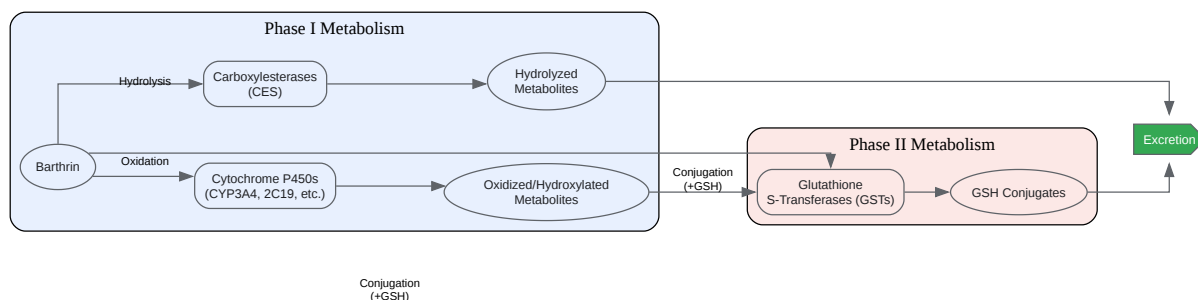 Phase I Metabolism
Hydrolysis
Carboxylesterases
(CES)
Hydrolyzed
Metabolites
Barthrin
Oxidation
Cytochrome P450s
(CYP3A4, 2C19, etc.)
Oxidized/Hydroxylated
Metabolites
Conjugation
(+GSH)
Phase II Metabolism
Glutathione
S-Transferases (GSTs)
GSH Conjugates
Excretion
Conjugation
(+GSH)